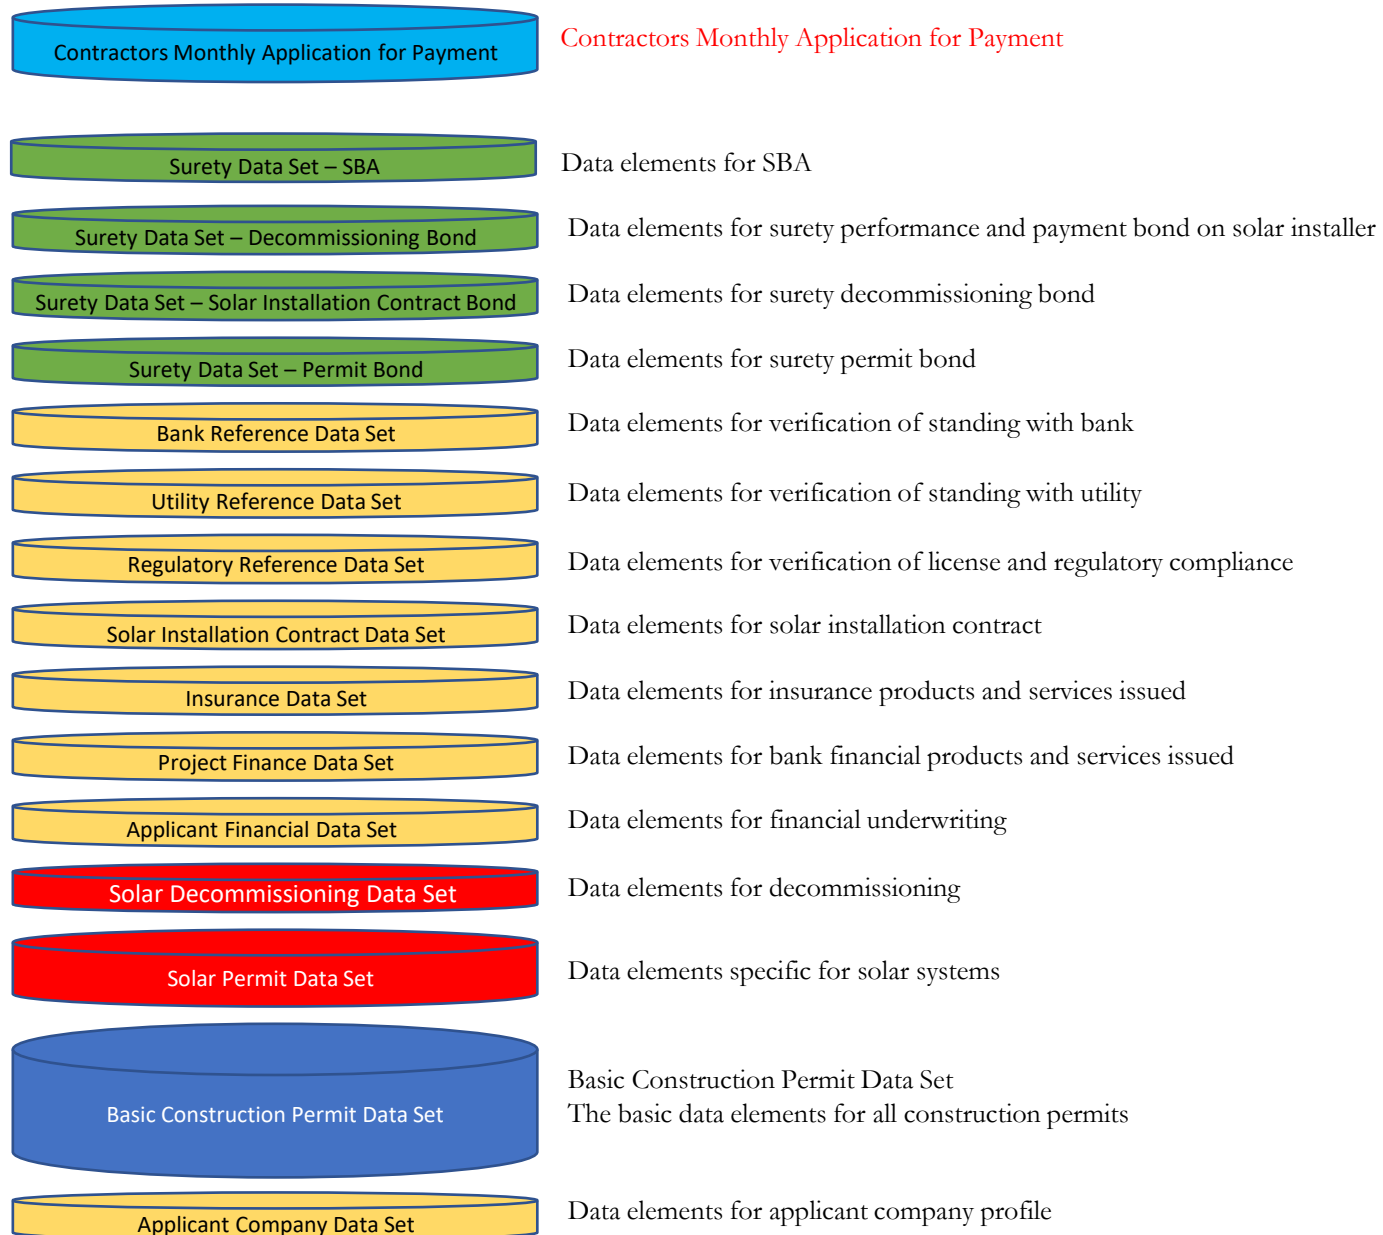 Contractors Monthly Application for Payment
Contractors Monthly Application for Payment
Surety Data Set – SBA
Data elements for SBA
Surety Data Set – Decommissioning Bond
Data elements for surety performance and payment bond on solar installer
Surety Data Set – Solar Installation Contract Bond
Data elements for surety decommissioning bond
Surety Data Set – Permit Bond
Data elements for surety permit bond
Bank Reference Data Set
Data elements for verification of standing with bank
Utility Reference Data Set
Data elements for verification of standing with utility
Regulatory Reference Data Set
Data elements for verification of license and regulatory compliance
Solar Installation Contract Data Set
Data elements for solar installation contract
Insurance Data Set
Data elements for insurance products and services issued
Project Finance Data Set
Data elements for bank financial products and services issued
Applicant Financial Data Set
Data elements for financial underwriting
Solar Decommissioning Data Set
Data elements for decommissioning
Solar Permit Data Set
Data elements specific for solar systems
Basic Construction Permit Data Set
Basic Construction Permit Data Set
The basic data elements for all construction permits
Applicant Company Data Set
Data elements for applicant company profile